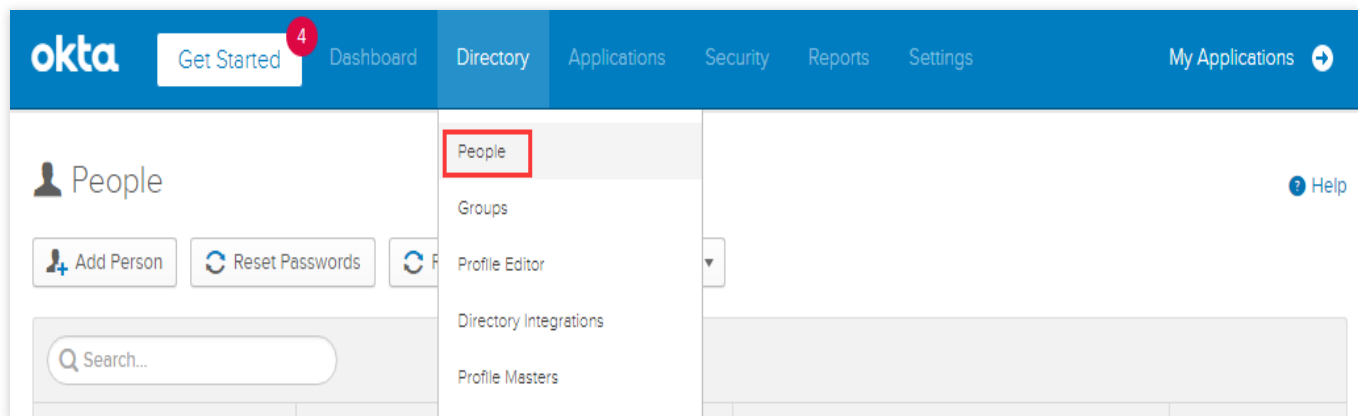 okta Get Started 4 Dashboard Directory Applications Security Reports Settings My Applications
People
People
Help
Groups
Add Person Reset Passwords
Profile Editor
Directory Integrations
Search...
Profile Masters